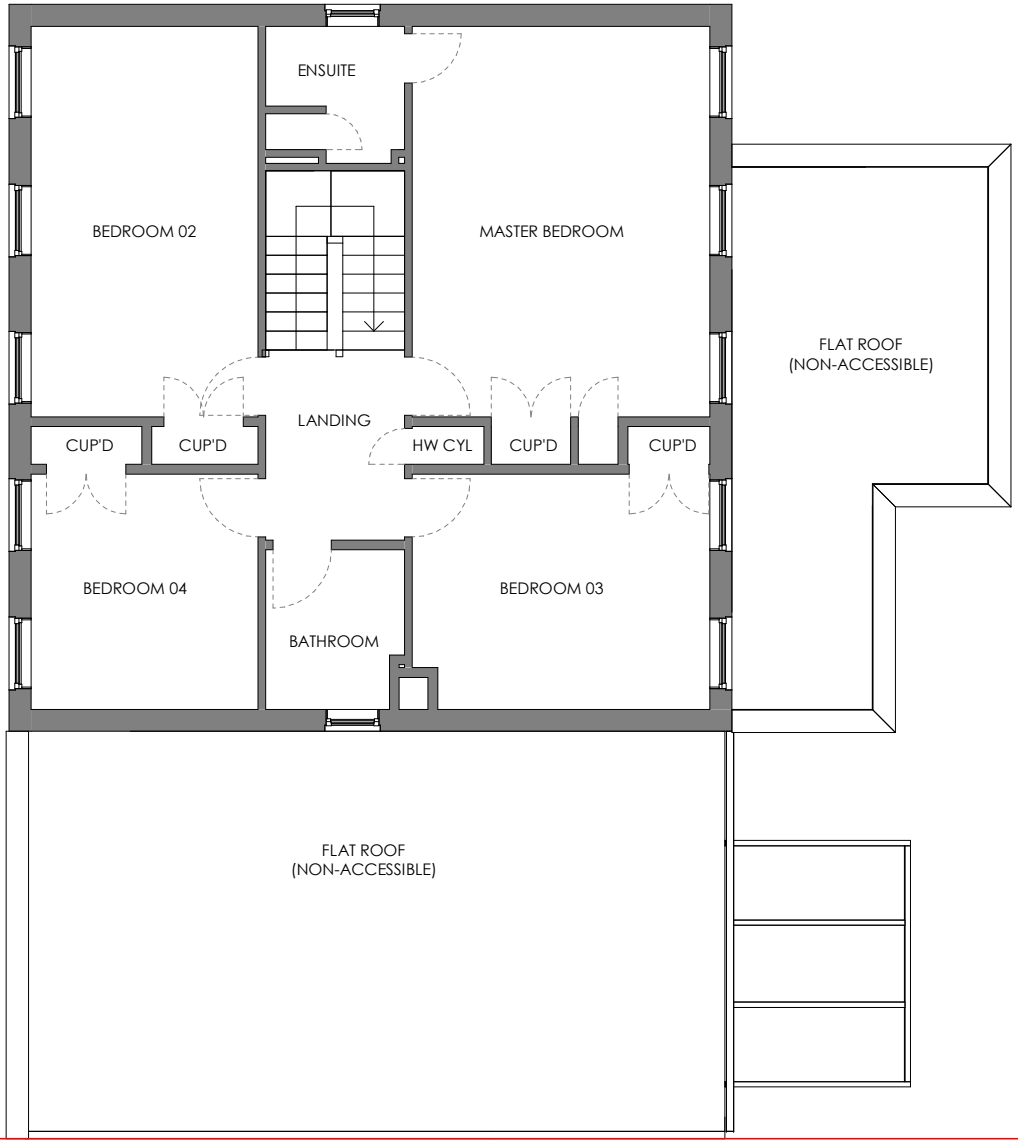 ENSUITE
BEDROOM 02
MASTER BEDROOM
FLAT ROOF
(NON-ACCESSIBLE)
LANDING
CUP'D
CUP'D
HW CYL
CUP'D
CUP'D
BEDROOM 04
BEDROOM 03
BATHROOM
FLAT ROOF
(NON-ACCESSIBLE)